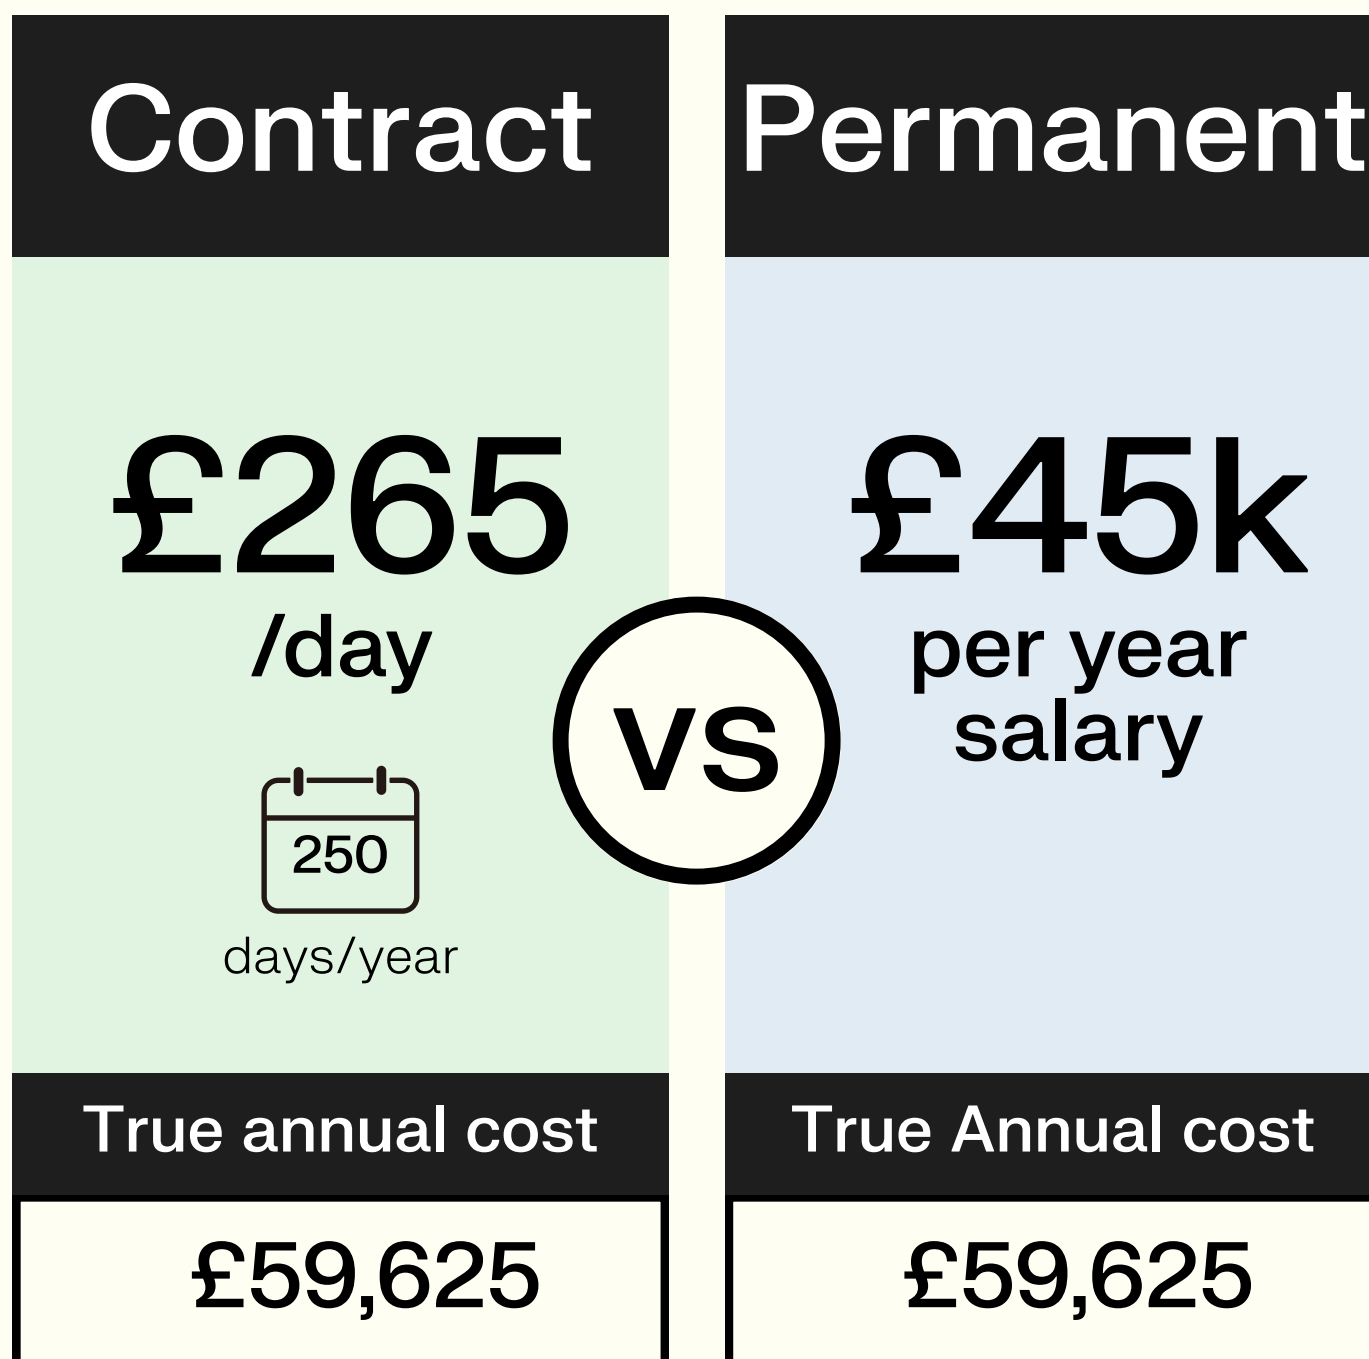 Contract
£265
/day
250
days/year
True annual cost
£59,625
vs
Permanent
£45k
per year
salary
True Annual cost
£59,625